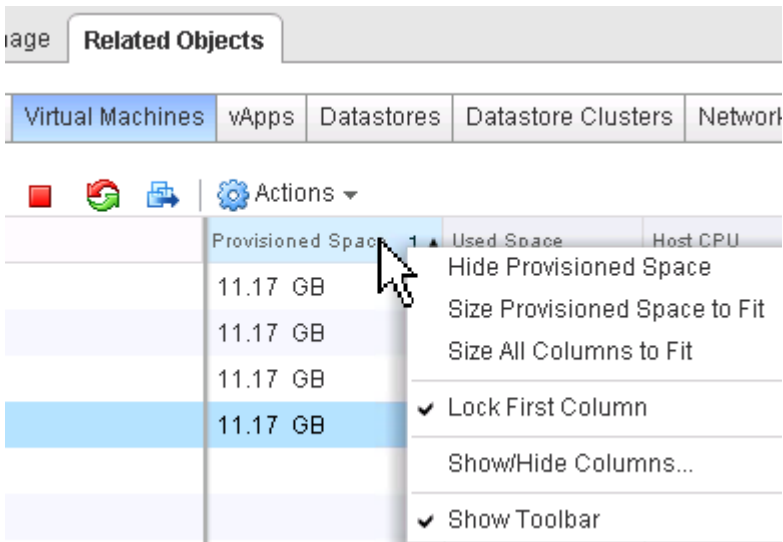 age Related Objects
Virtual Machines vApps Datastores Datastore Clusters Network
Actions
Provisioned Space 1 Used Space Host CPU
11.17 GB
11.17 GB
11.17 GB
11.17 GB
Hide Provisioned Space
Size Provisioned Space to Fit
Size All Columns to Fit
Lock First Column
Show/Hide Columns...
Show Toolbar